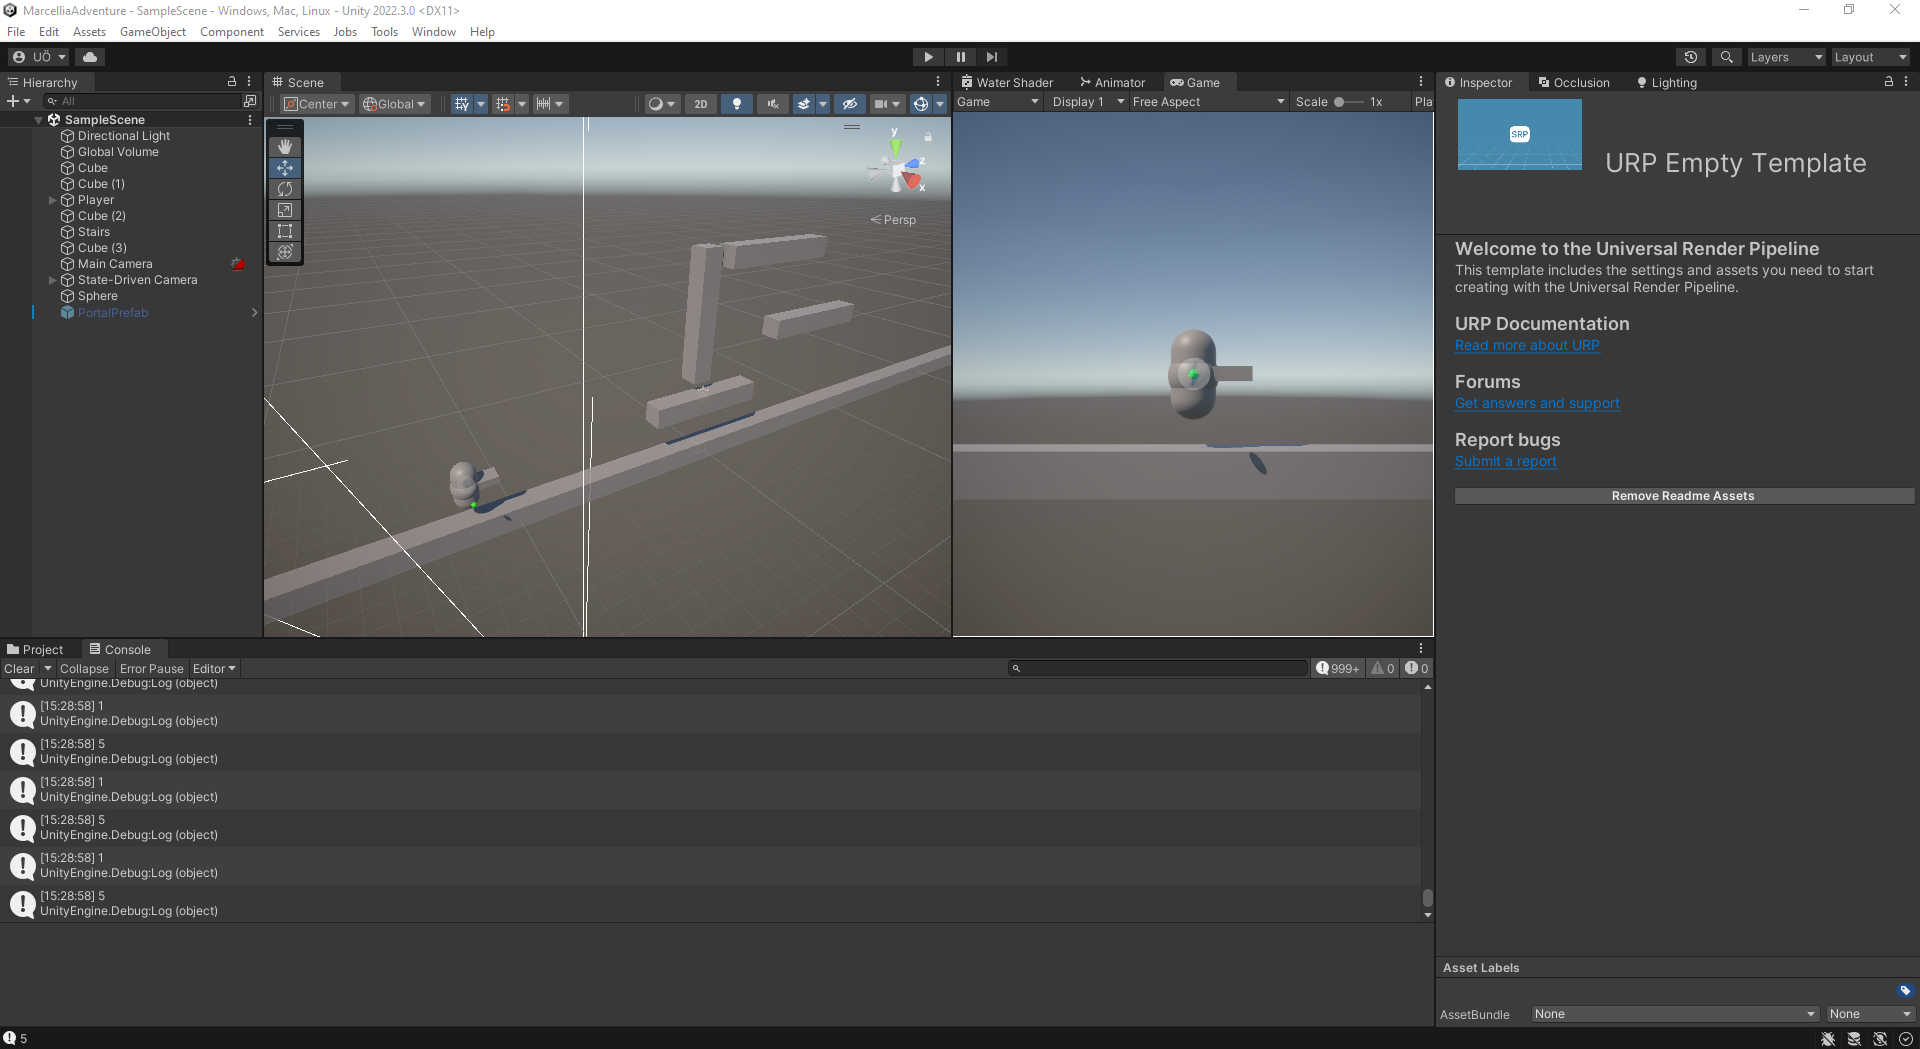 MarcelliaAdventure - SampleScene - Windows, Mac, Linux - Unity 2022.3.0 <DX11>
File Edit Assets GameObject Component Services Jobs Tools Window Help
UÖ Layers Layout
Hierarchy
All
SampleScene
Directional Light
Global Volume
Cube
Cube (1)
Player
Cube (2)
Stairs
Cube (3)
Main Camera
State-Driven Camera
Sphere
PortalPrefab
Scene
Center Global 2D
y
z
x
Persp
Water Shader Animator Game
Game Display 1 Free Aspect Scale 1x Pla
Inspector Occlusion Lighting
SRP
URP Empty Template
Welcome to the Universal Render Pipeline
This template includes the settings and assets you need to start
creating with the Universal Render Pipeline.
URP Documentation
Read more about URP
Forums
Get answers and support
Report bugs
Submit a report
Remove Readme Assets
Project Console
Clear Collapse Error Pause Editor 999+ 0 0
UnityEngine.Debug:Log (object)
[15:28:58] 1
UnityEngine.Debug:Log (object)
[15:28:58] 5
UnityEngine.Debug:Log (object)
[15:28:58] 1
UnityEngine.Debug:Log (object)
[15:28:58] 5
UnityEngine.Debug:Log (object)
[15:28:58] 1
UnityEngine.Debug:Log (object)
[15:28:58] 5
UnityEngine.Debug:Log (object)
Asset Labels
AssetBundle None None
5